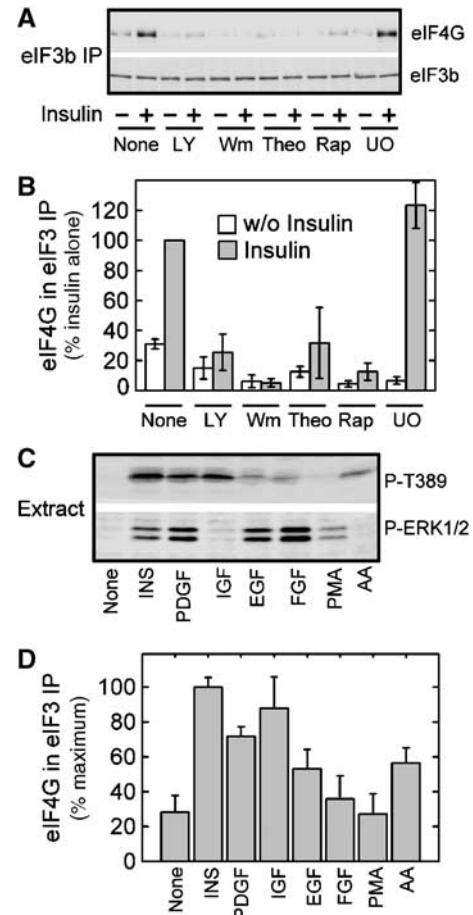 A
eIF3b IP
eIF4G
eIF3b
Insulin - + - + - + - + - + - +
None LY Wm Theo Rap UO
B
eIF4G in eIF3 IP
(% insulin alone)
120
100
80
60
40
20
0
w/o Insulin
Insulin
None LY Wm Theo Rap UO
C
Extract
P-T389
P-ERK1/2
None INS PDGF IGF EGF FGF PMA AA
D
eIF4G in eIF3 IP
(% maximum)
100
80
60
40
20
0
None INS PDGF IGF EGF FGF PMA AA